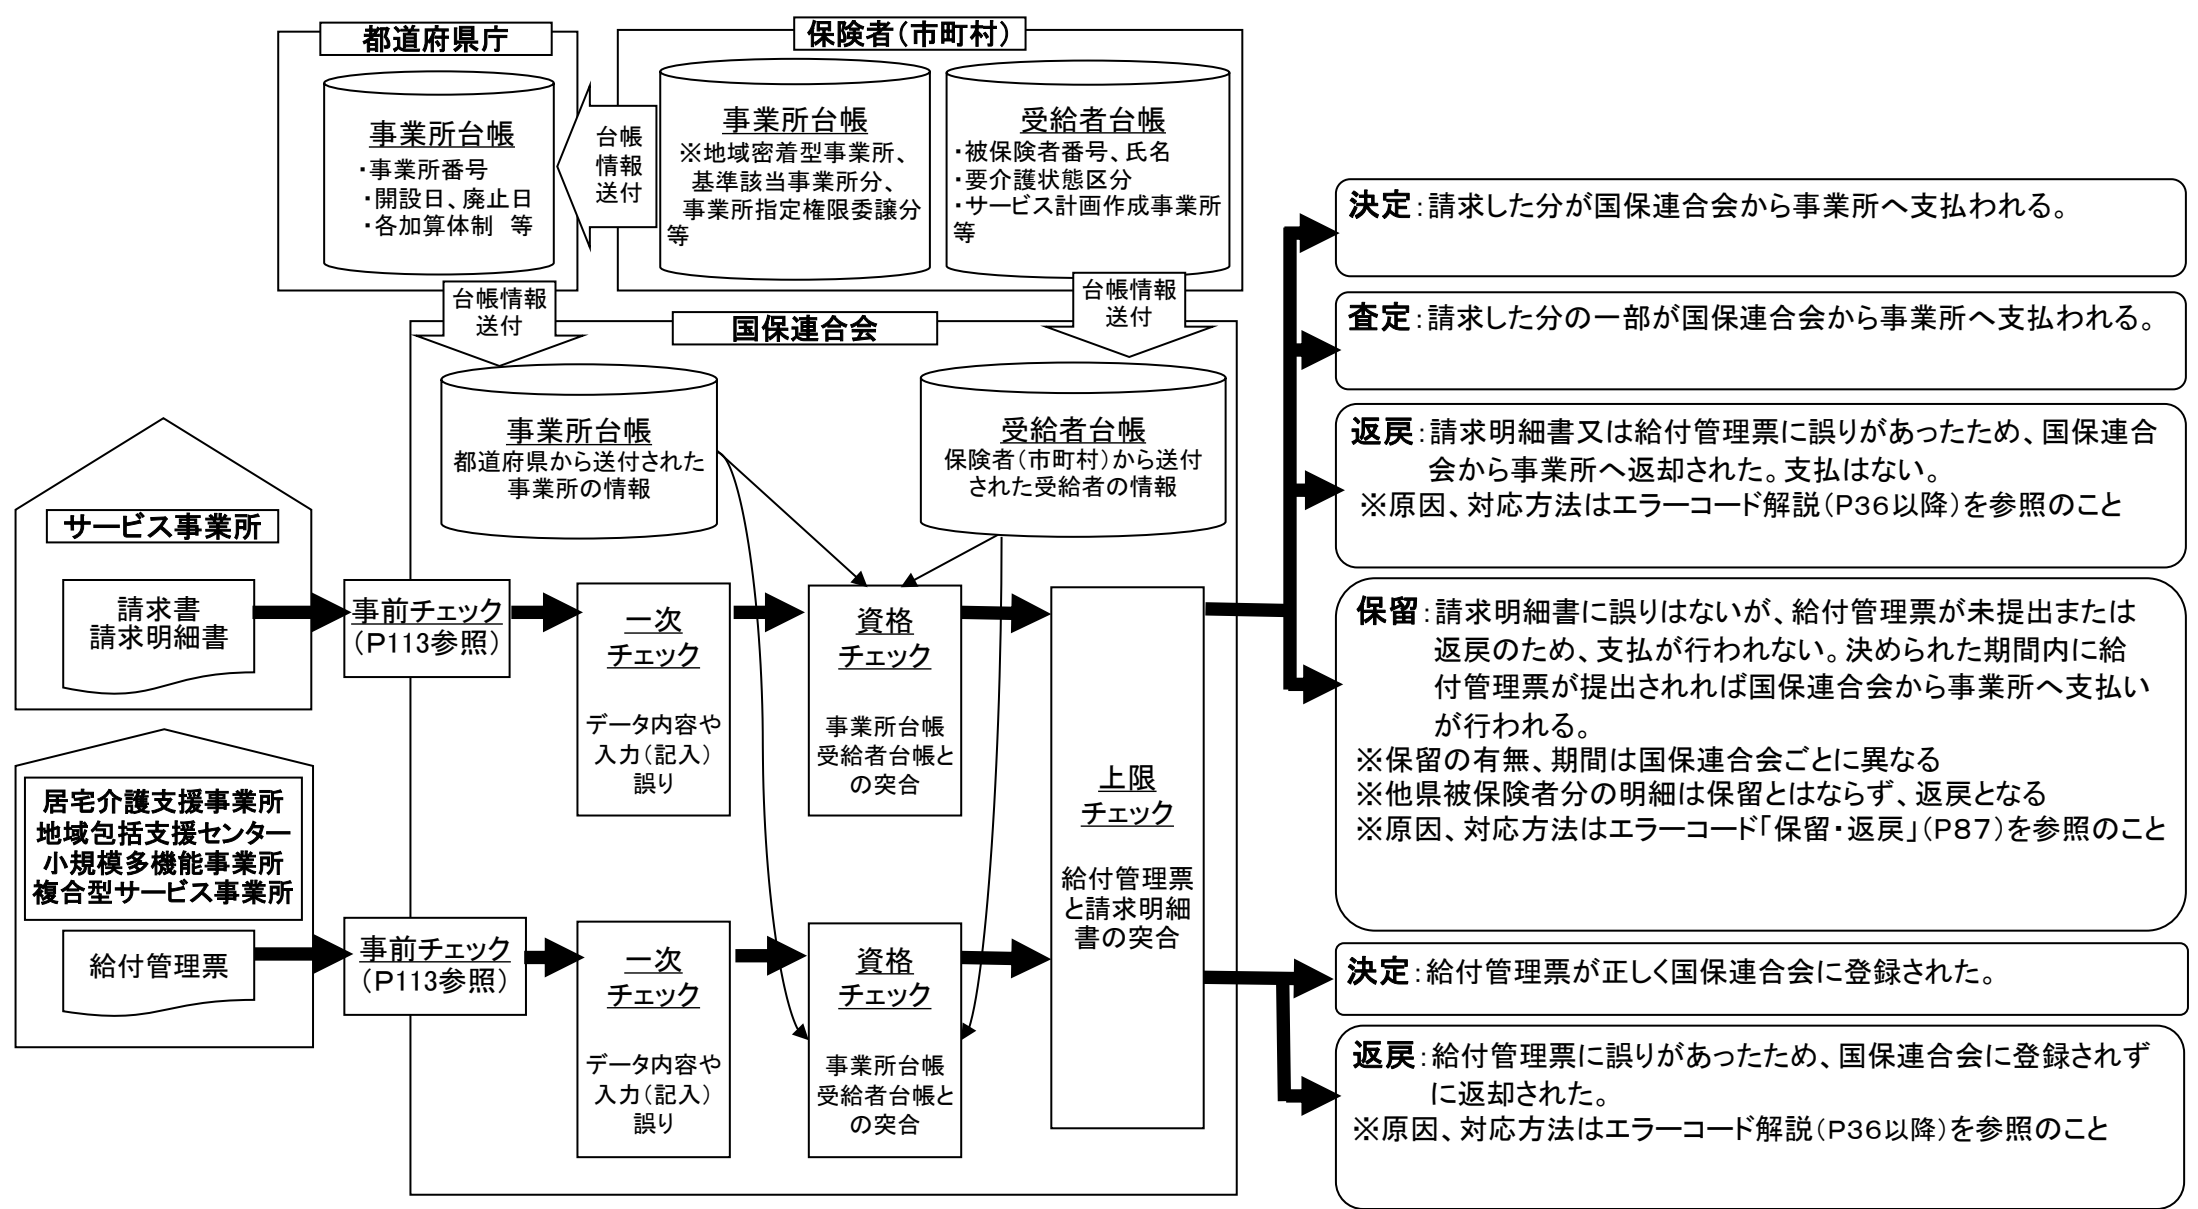 都道府県庁
事業所台帳
・事業所番号
・開設日、廃止日
・各加算体制　等
台帳
情報
送付
保険者（市町村）
事業所台帳
※地域密着型事業所、
基準該当事業所分、
事業所指定権限委譲分
等
受給者台帳
・被保険者番号、氏名
・要介護状態区分
・サービス計画作成事業所
等
台帳情報
送付
台帳情報
送付
国保連合会
事業所台帳
都道府県から送付された
事業所の情報
受給者台帳
保険者（市町村）から送付
された受給者の情報
サービス事業所
請求書
請求明細書
事前チェック
（P113参照）
一次
チェック
データ内容や
入力（記入）
誤り
資格
チェック
事業所台帳
受給者台帳と
の突合
居宅介護支援事業所
地域包括支援センター
小規模多機能事業所
複合型サービス事業所
給付管理票
事前チェック
（P113参照）
一次
チェック
データ内容や
入力（記入）
誤り
資格
チェック
事業所台帳
受給者台帳と
の突合
上限
チェック
給付管理票
と請求明細
書の突合
決定：請求した分が国保連合会から事業所へ支払われる。
査定：請求した分の一部が国保連合会から事業所へ支払われる。
返戻：請求明細書又は給付管理票に誤りがあったため、国保連合
会から事業所へ返却された。支払はない。
※原因、対応方法はエラーコード解説（P36以降）を参照のこと
保留：請求明細書に誤りはないが、給付管理票が未提出または
返戻のため、支払が行われない。決められた期間内に給
付管理票が提出されれば国保連合会から事業所へ支払い
が行われる。
※保留の有無、期間は国保連合会ごとに異なる
※他県被保険者分の明細は保留とはならず、返戻となる
※原因、対応方法はエラーコード「保留・返戻」（P87）を参照のこと
決定：給付管理票が正しく国保連合会に登録された。
返戻：給付管理票に誤りがあったため、国保連合会に登録されず
に返却された。
※原因、対応方法はエラーコード解説（P36以降）を参照のこと